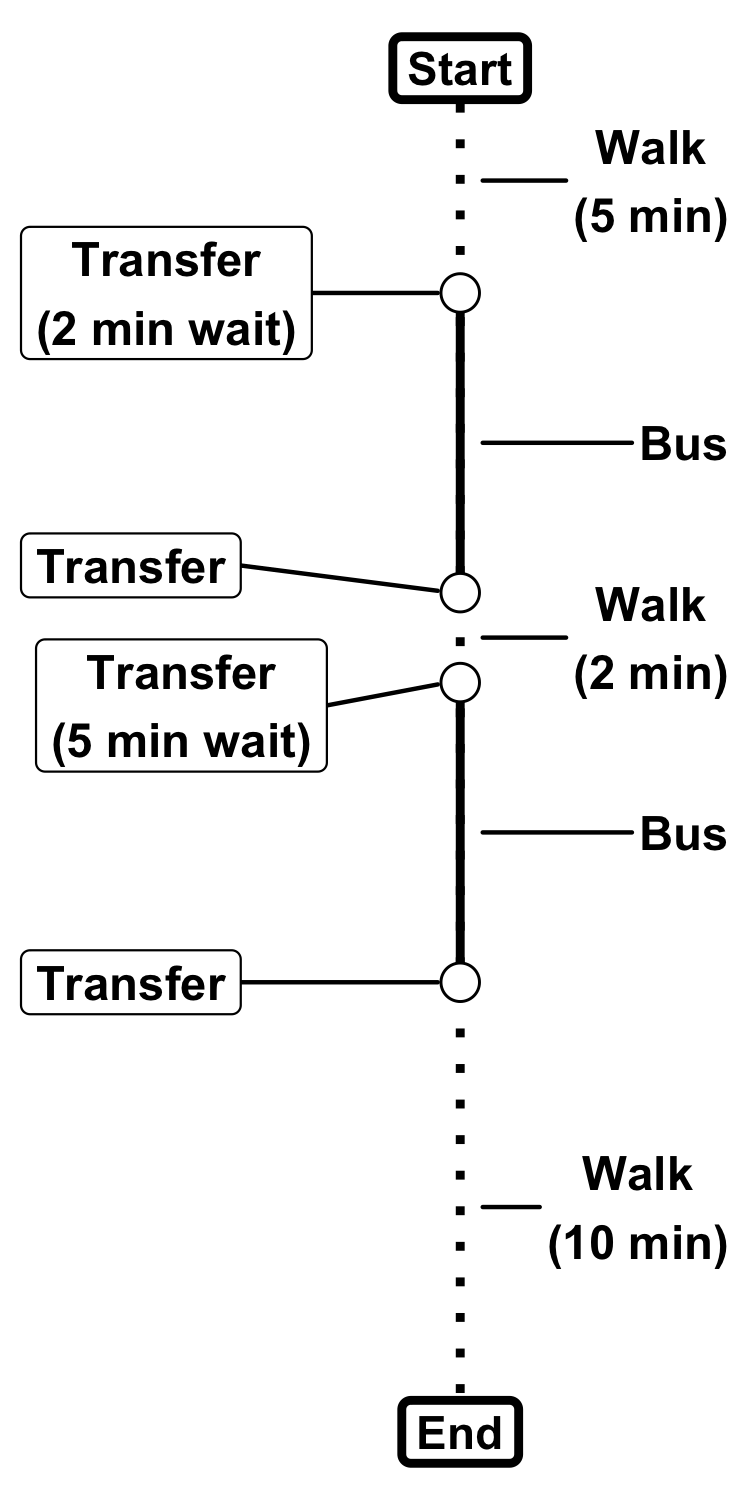 Start
Walk
(5 min)
Transfer
(2 min wait)
Bus
Transfer
Walk
(2 min)
Transfer
(5 min wait)
Bus
Transfer
Walk
(10 min)
End